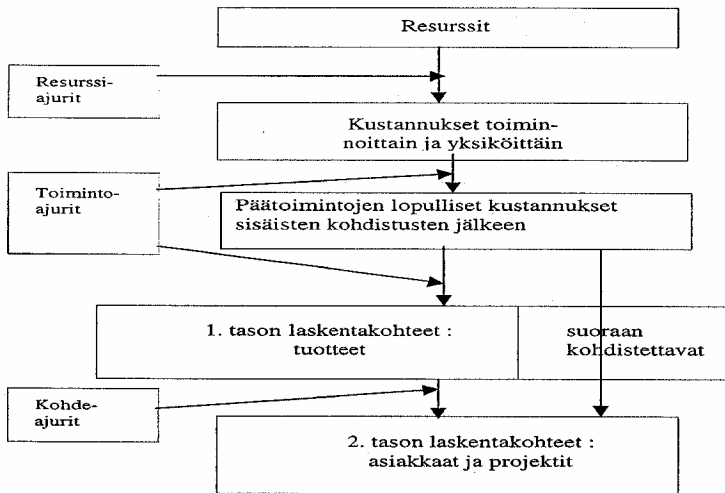 Resurssit
Resurssi-
ajurit
Kustannukset toimin-
noittain ja yksiköittäin
Toiminto-
ajurit
Päätoimintojen lopulliset kustannukset
sisäisten kohdistusten jälkeen
1. tason laskentakohteet :
tuotteet
suoraan
kohdistettavat
Kohde-
ajurit
2. tason laskentakohteet :
asiakkaat ja projektit